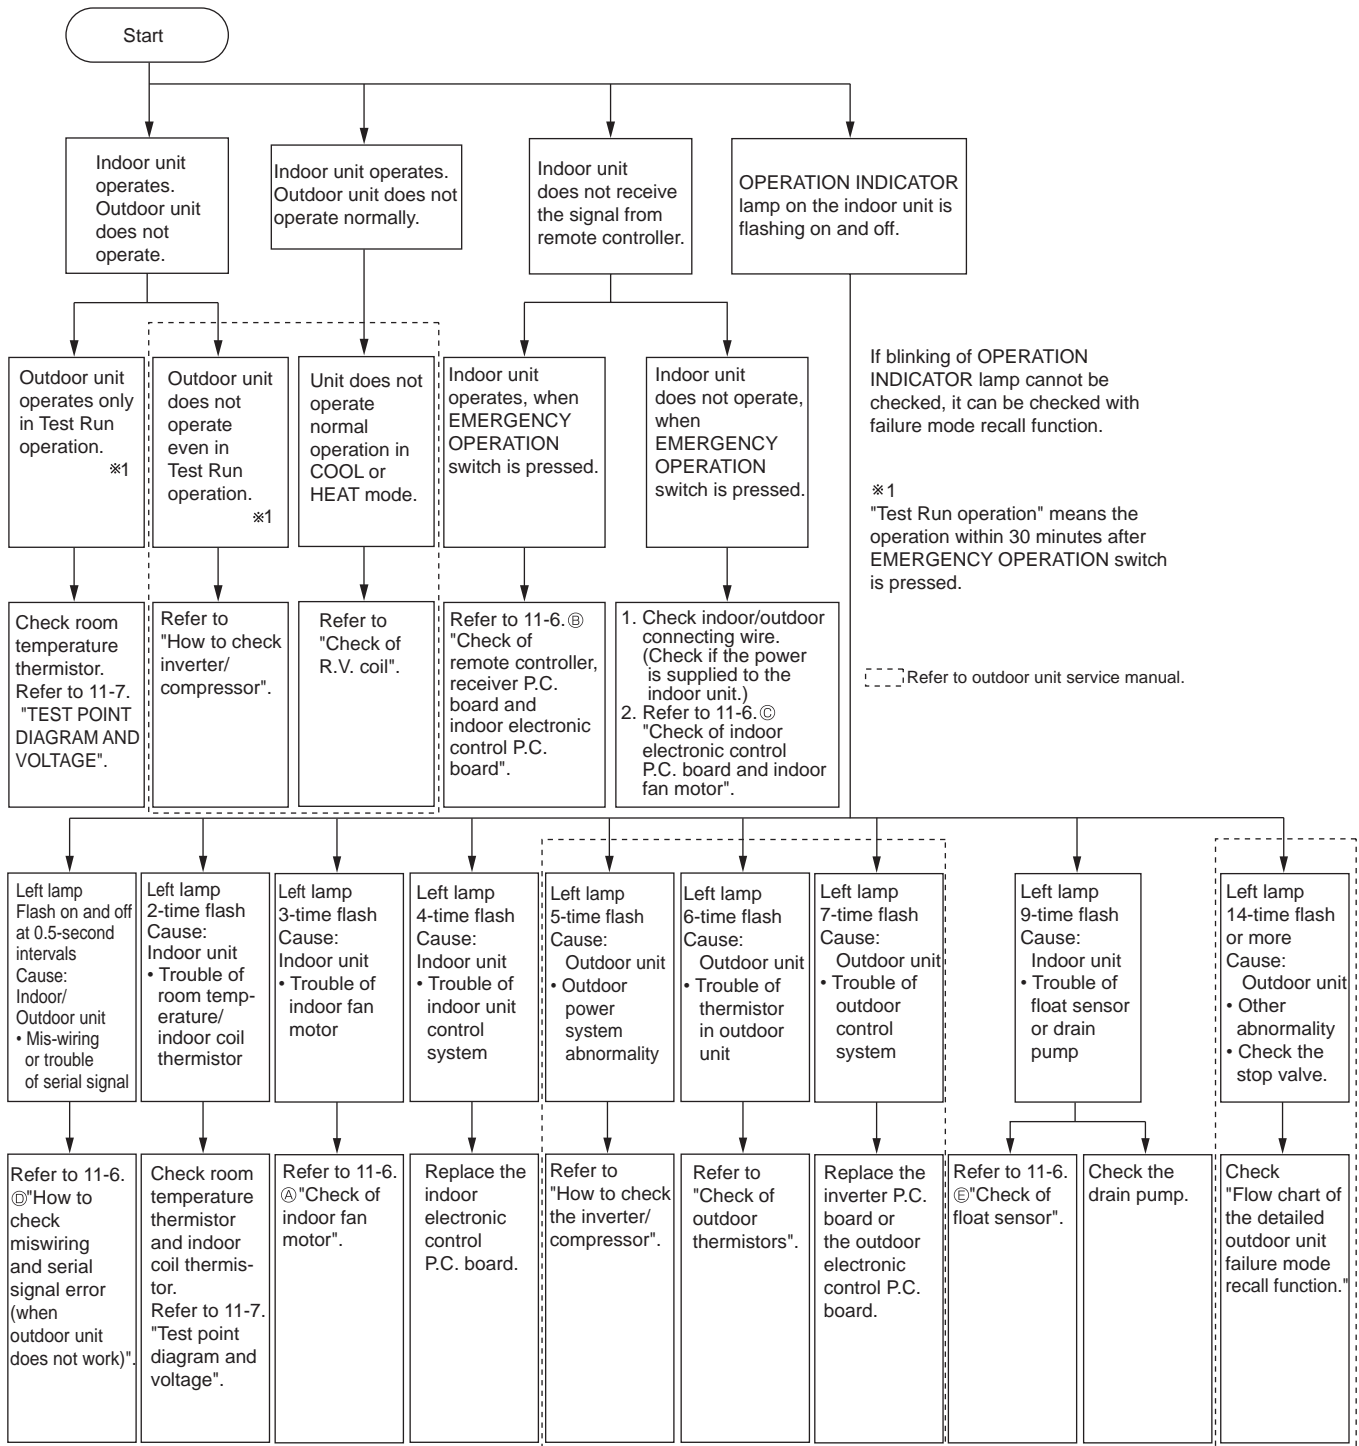 Start
Indoor unit
operates.
Outdoor unit
does not
operate.
Indoor unit operates.
Outdoor unit does not
operate normally.
Indoor unit
does not receive
the signal from
remote controller.
OPERATION INDICATOR
lamp on the indoor unit is
flashing on and off.
Outdoor unit
operates only
in Test Run
operation.
※1
Outdoor unit
does not
operate
even in
Test Run
operation.
※1
Unit does not
operate
normal
operation in
COOL or
HEAT mode.
Indoor unit
operates, when
EMERGENCY
OPERATION
switch is pressed.
Indoor unit
does not operate,
when
EMERGENCY
OPERATION
switch is pressed.
If blinking of OPERATION
INDICATOR lamp cannot be
checked, it can be checked with
failure mode recall function.
※1
"Test Run operation" means the
operation within 30 minutes after
EMERGENCY OPERATION switch
is pressed.
Refer to outdoor unit service manual.
Check room
temperature
thermistor.
Refer to 11-7.
"TEST POINT
DIAGRAM AND
VOLTAGE".
Refer to
"How to check
inverter/
compressor".
Refer to
"Check of
R.V. coil".
Refer to 11-6. Ⓑ
"Check of
remote controller,
receiver P.C.
board and
indoor electronic
control P.C.
board".
1. Check indoor/outdoor
connecting wire.
(Check if the power
is supplied to the
indoor unit.)
2. Refer to 11-6. Ⓒ
"Check of indoor
electronic control
P.C. board and indoor
fan motor".
Left lamp
Flash on and off
at 0.5-second
intervals
Cause:
Indoor/
Outdoor unit
• Mis-wiring
or trouble
of serial signal
Left lamp
2-time flash
Cause:
Indoor unit
• Trouble of
room temp-
erature/
indoor coil
thermistor
Left lamp
3-time flash
Cause:
Indoor unit
• Trouble of
indoor fan
motor
Left lamp
4-time flash
Cause:
Indoor unit
• Trouble of
indoor unit
control
system
Left lamp
5-time flash
Cause:
Outdoor unit
• Outdoor
power
system
abnormality
Left lamp
6-time flash
Cause:
Outdoor unit
• Trouble of
thermistor
in outdoor
unit
Left lamp
7-time flash
Cause:
Outdoor unit
• Trouble of
outdoor
control
system
Left lamp
9-time flash
Cause:
Indoor unit
• Trouble of
float sensor
or drain
pump
Left lamp
14-time flash
or more
Cause:
Outdoor unit
• Other
abnormality
• Check the
stop valve.
Refer to 11-6.
Ⓓ"How to
check
miswiring
and serial
signal error
(when
outdoor unit
does not work)".
Check room
temperature
thermistor
and indoor
coil thermis-
tor.
Refer to 11-7.
"Test point
diagram and
voltage".
Refer to 11-6.
Ⓐ"Check of
indoor fan
motor".
Replace the
indoor
electronic
control
P.C. board.
Refer to
"How to check
the inverter/
compressor".
Refer to
"Check of
outdoor
thermistors".
Replace the
inverter P.C.
board or
the outdoor
electronic
control P.C.
board.
Refer to 11-6.
Ⓔ"Check of
float sensor".
Check the
drain pump.
Check
"Flow chart of
the detailed
outdoor unit
failure mode
recall function."